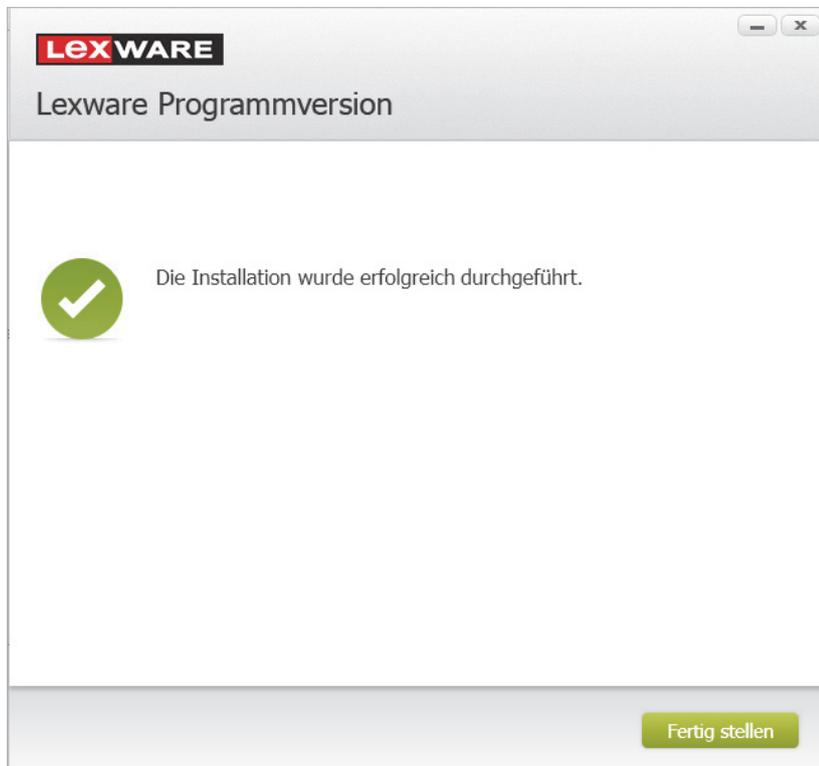 LEXWARE
Lexware Programmversion
Die Installation wurde erfolgreich durchgeführt.
Fertig stellen